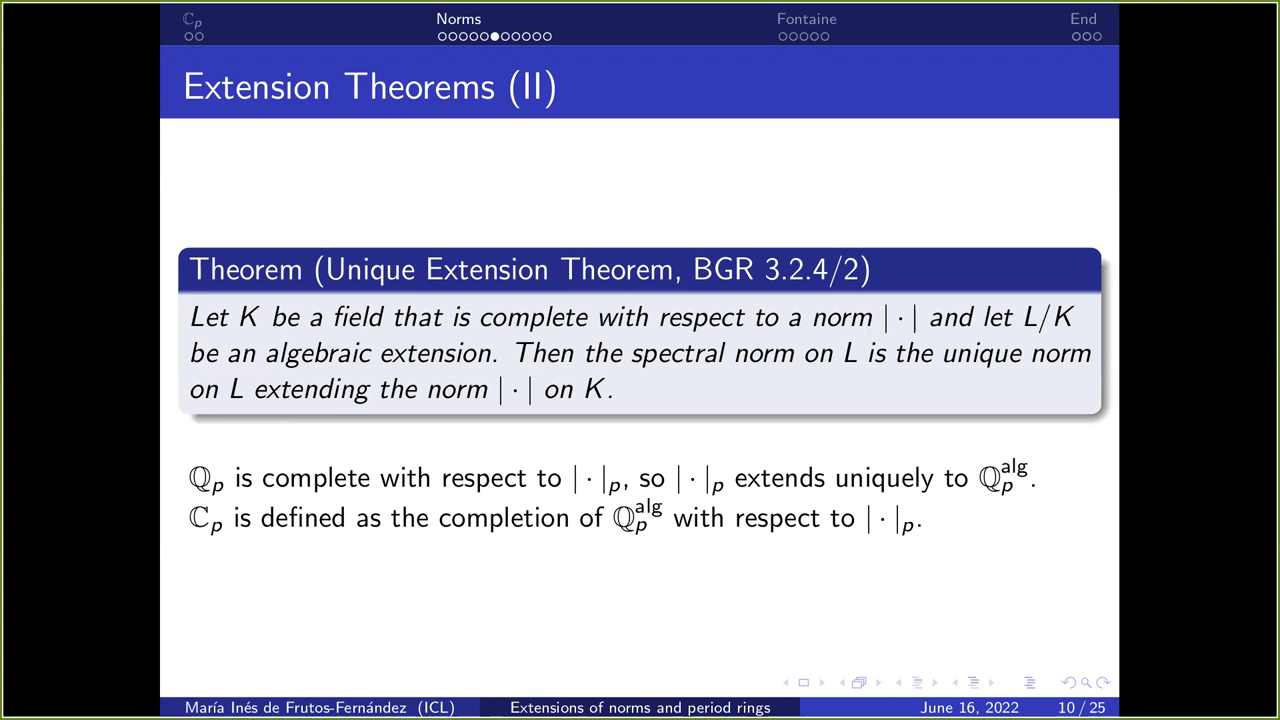 ℂₚ Norms Fontaine End
Extension Theorems (II)
Theorem (Unique Extension Theorem, BGR 3.2.4/2)
Let K be a field that is complete with respect to a norm | · | and let L/K
be an algebraic extension. Then the spectral norm on L is the unique norm
on L extending the norm | · | on K.
ℚₚ is complete with respect to | · |ₚ, so | · |ₚ extends uniquely to ℚₚ^alg.
ℂₚ is defined as the completion of ℚₚ^alg with respect to | · |ₚ.
María Inés de Frutos-Fernández (ICL) Extensions of norms and period rings June 16, 2022 10 / 25